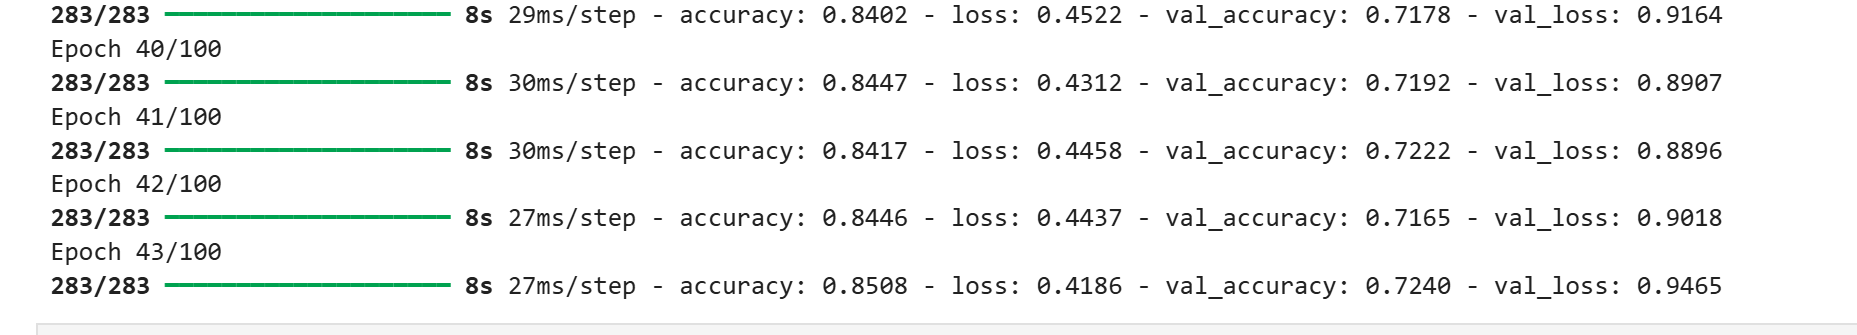 283/283 ━━━━━━━━━━━━━━━━━━━━ 8s 29ms/step - accuracy: 0.8402 - loss: 0.4522 - val_accuracy: 0.7178 - val_loss: 0.9164
Epoch 40/100
283/283 ━━━━━━━━━━━━━━━━━━━━ 8s 30ms/step - accuracy: 0.8447 - loss: 0.4312 - val_accuracy: 0.7192 - val_loss: 0.8907
Epoch 41/100
283/283 ━━━━━━━━━━━━━━━━━━━━ 8s 30ms/step - accuracy: 0.8417 - loss: 0.4458 - val_accuracy: 0.7222 - val_loss: 0.8896
Epoch 42/100
283/283 ━━━━━━━━━━━━━━━━━━━━ 8s 27ms/step - accuracy: 0.8446 - loss: 0.4437 - val_accuracy: 0.7165 - val_loss: 0.9018
Epoch 43/100
283/283 ━━━━━━━━━━━━━━━━━━━━ 8s 27ms/step - accuracy: 0.8508 - loss: 0.4186 - val_accuracy: 0.7240 - val_loss: 0.9465